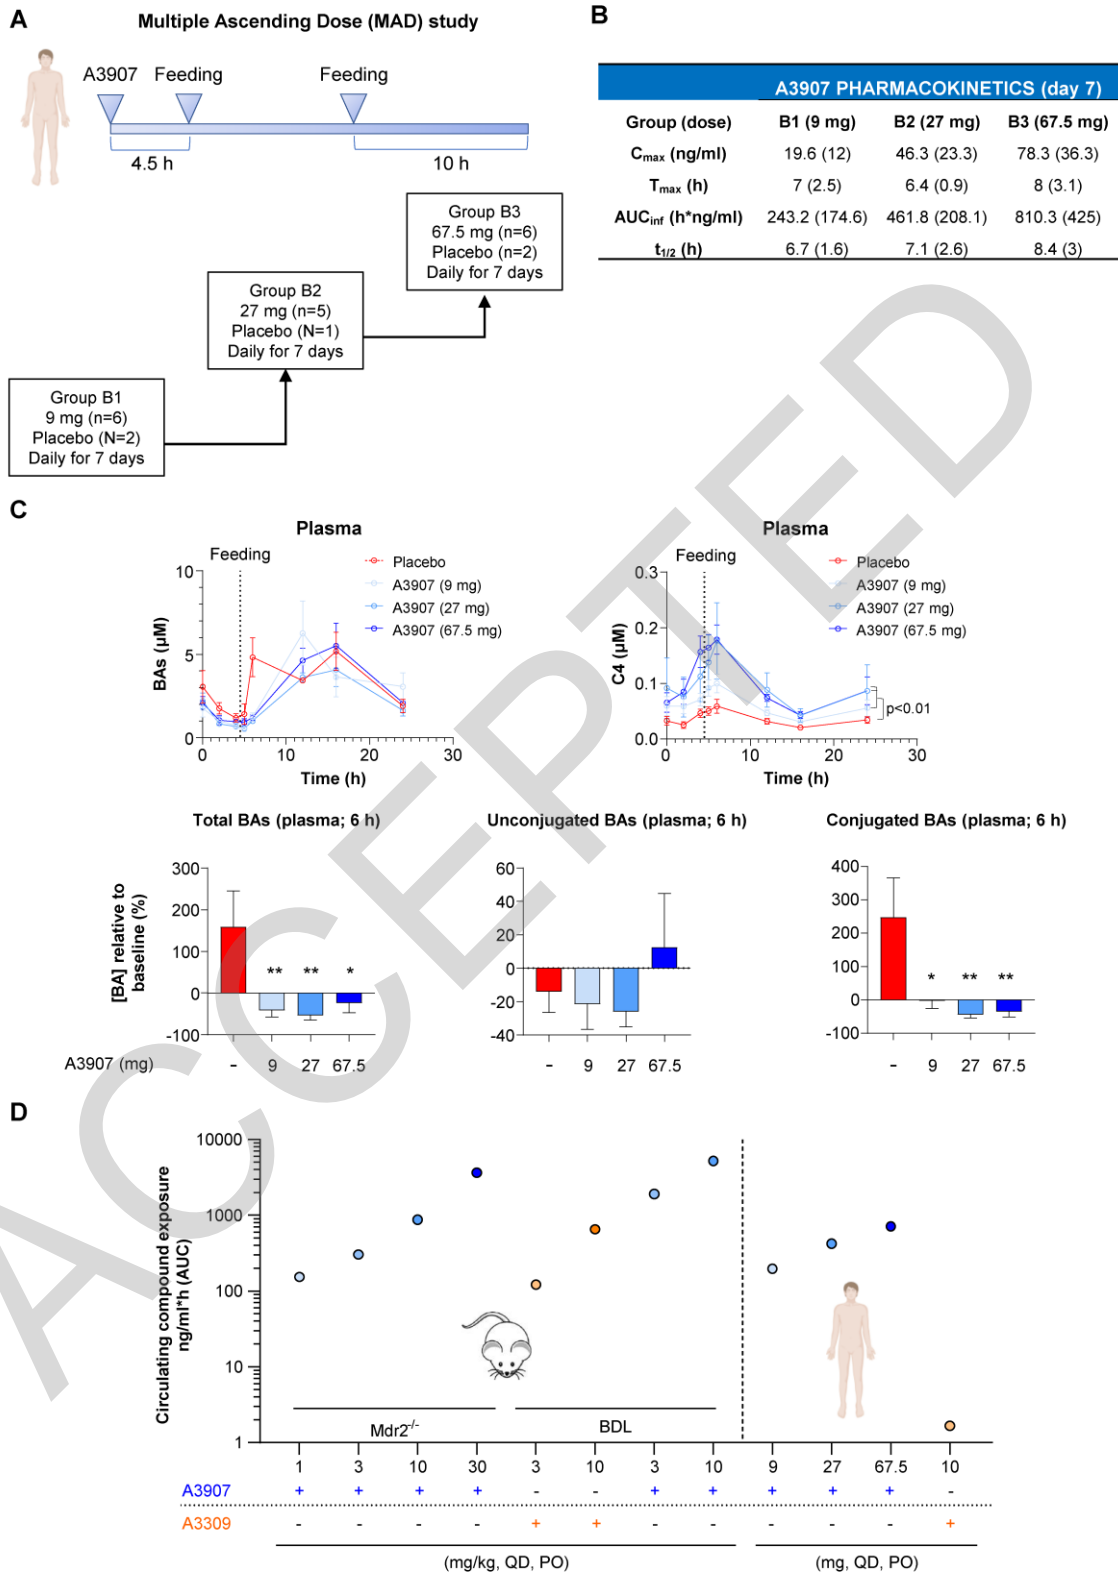 A
Multiple Ascending Dose (MAD) study
A3907 Feeding Feeding
4.5 h 10 h
Group B3
67.5 mg (n=6)
Placebo (n=2)
Daily for 7 days
Group B2
27 mg (n=5)
Placebo (N=1)
Daily for 7 days
Group B1
9 mg (n=6)
Placebo (N=2)
Daily for 7 days
B
A3907 PHARMACOKINETICS (day 7)
Group (dose) B1 (9 mg) B2 (27 mg) B3 (67.5 mg)
Cmax (ng/ml) 19.6 (12) 46.3 (23.3) 78.3 (36.3)
Tmax (h) 7 (2.5) 6.4 (0.9) 8 (3.1)
AUCinf (h*ng/ml) 243.2 (174.6) 461.8 (208.1) 810.3 (425)
t1/2 (h) 6.7 (1.6) 7.1 (2.6) 8.4 (3)
C
Plasma
Feeding
Placebo
A3907 (9 mg)
A3907 (27 mg)
A3907 (67.5 mg)
BAs (μM)
10
5
0
0 10 20 30
Time (h)
Plasma
Feeding
Placebo
A3907 (9 mg)
A3907 (27 mg)
A3907 (67.5 mg)
C4 (μM)
0.3
0.2
0.1
0.0
p<0.01
0 10 20 30
Time (h)
Total BAs (plasma; 6 h)
[BA] relative to
baseline (%)
300
200
100
0
-100
** ** *
A3907 (mg) - 9 27 67.5
Unconjugated BAs (plasma; 6 h)
60
40
20
0
-20
-40
- 9 27 67.5
Conjugated BAs (plasma; 6 h)
400
300
200
100
0
-100
* ** **
- 9 27 67.5
D
Circulating compound exposure
ng/ml*h (AUC)
10000
1000
100
10
1
Mdr2-/- BDL
1 3 10 30 3 10 3 10 9 27 67.5 10
A3907 + + + + - - + + + + + -
A3309 - - - - + + - - - - - +
(mg/kg, QD, PO) (mg, QD, PO)
ACCEPTED